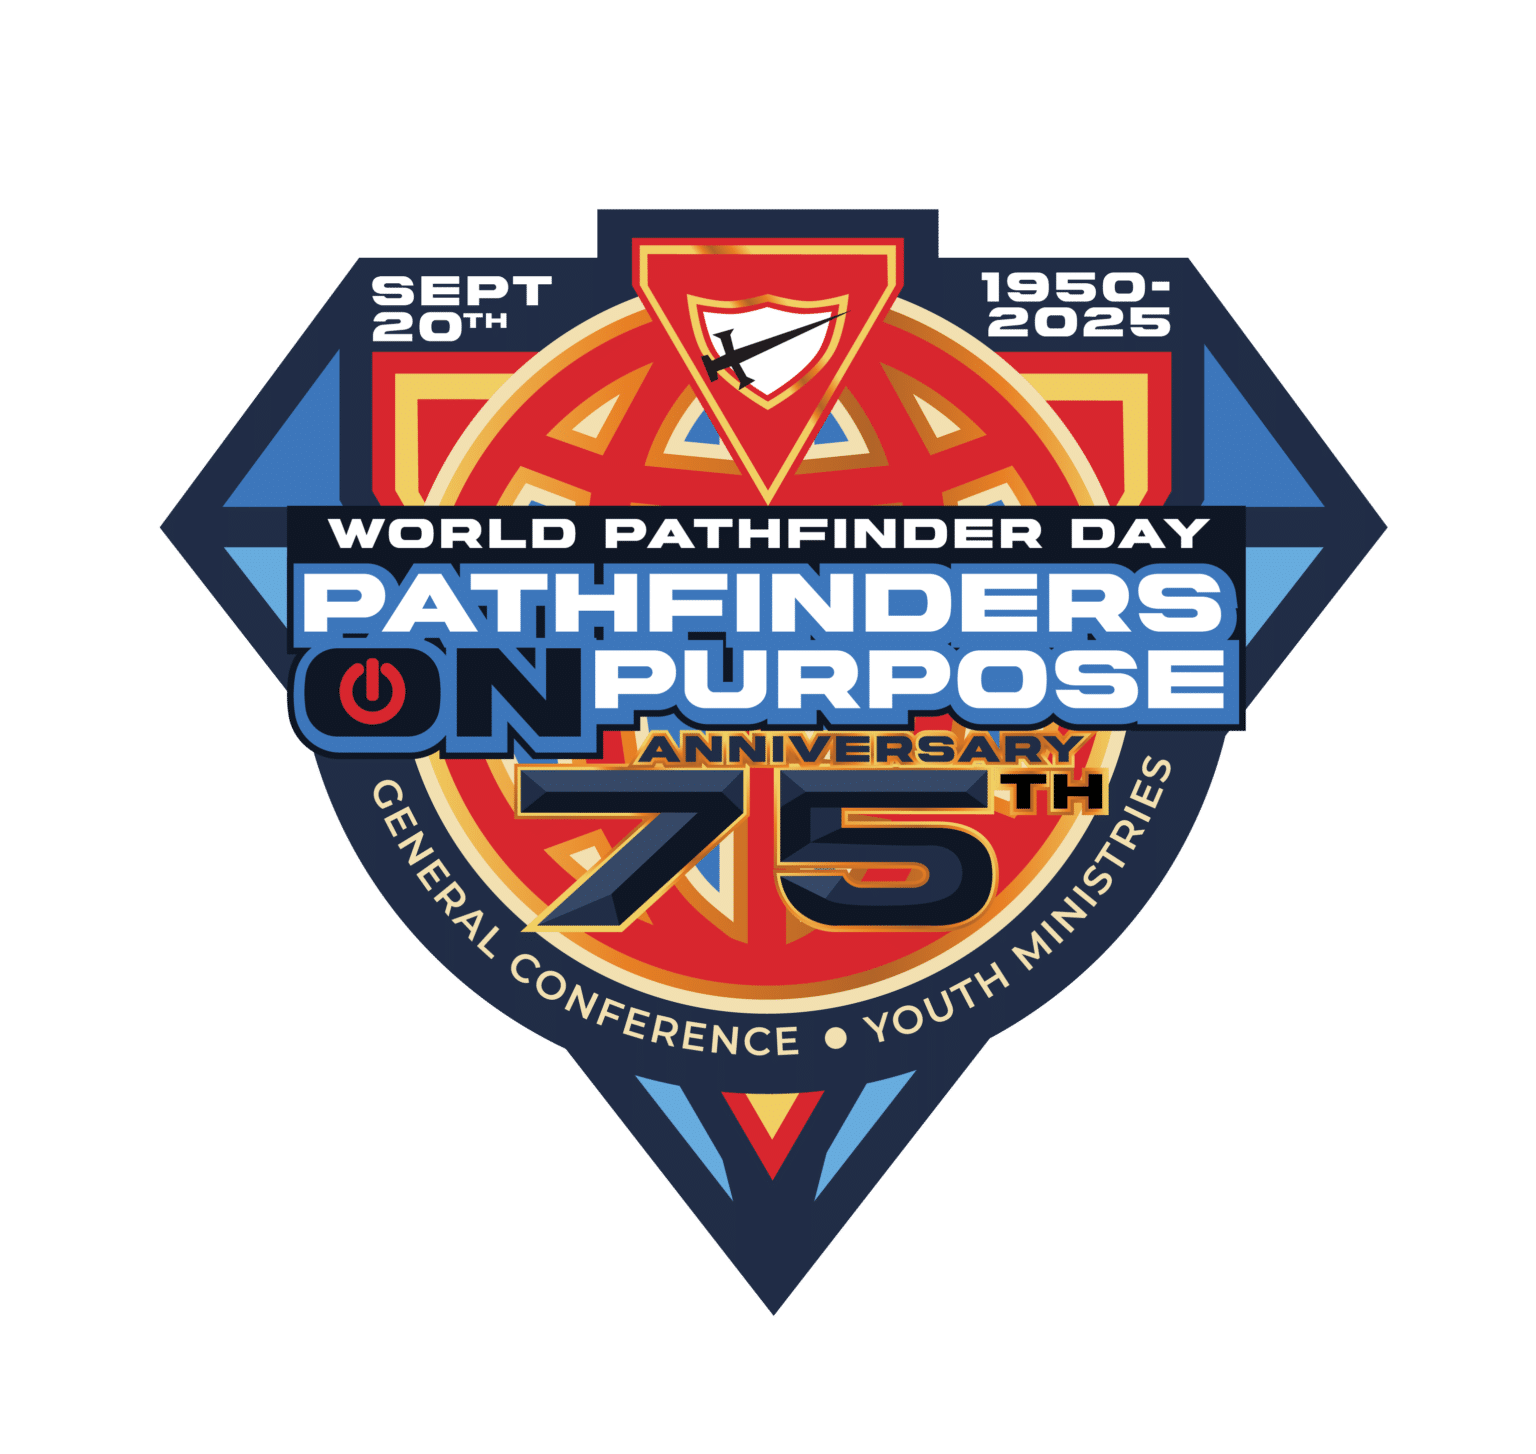 SEPT
20TH
1950-
2025
WORLD PATHFINDER DAY
PATHFINDERS
ON PURPOSE
ANNIVERSARY
75TH
GENERAL CONFERENCE • YOUTH MINISTRIES